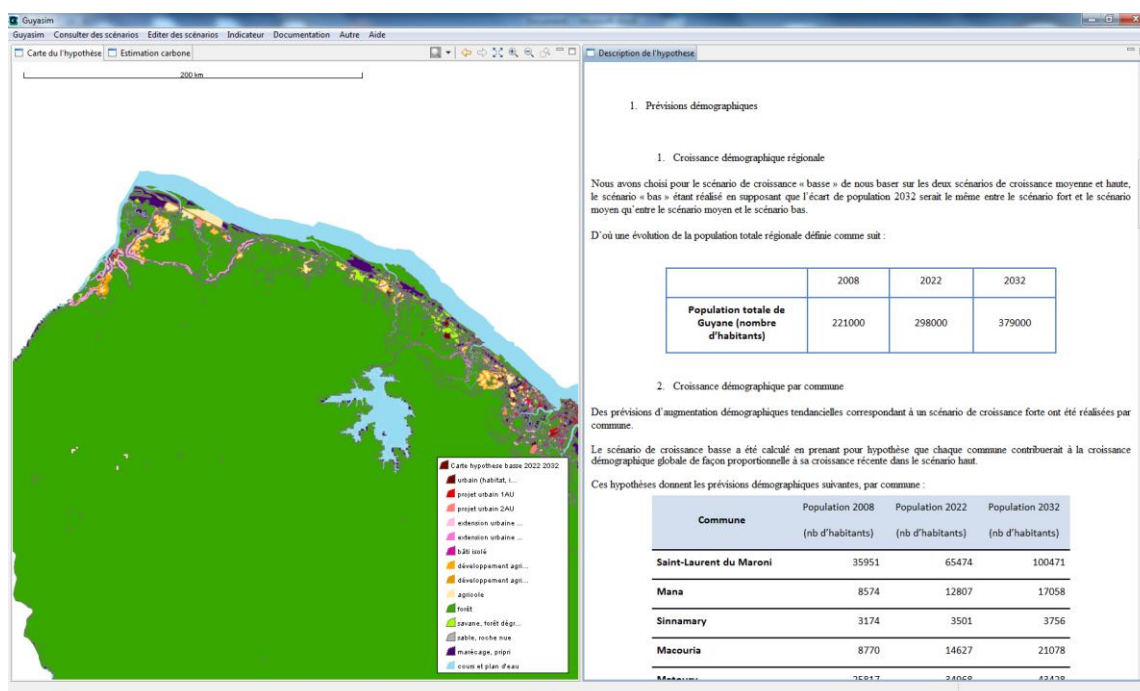 Guyasim
Guyasim Consulter des scénarios Editer des scénarios Indicateur Documentation Autre Aide
Carte du l'hypothèse Estimation carbone
200 km
Carte hypothese basse 2022 2032
urbain (habitat, i...
projet urbain 1AU
projet urbain 2AU
extension urbaine ...
extension urbaine ...
bâti isolé
développement agri...
développement agri...
agricole
forêt
savane, forêt dégr...
sable, roche nue
marécage, pripri
cours et plan d'eau
Description de l'hypothese
1. Prévisions démographiques
1. Croissance démographique régionale
Nous avons choisi pour le scénario de croissance « basse » de nous baser sur les deux scénarios de croissance moyenne et haute,
le scénario « bas » étant réalisé en supposant que l'écart de population 2032 serait le même entre le scénario fort et le scénario
moyen qu'entre le scénario moyen et le scénario bas.
D'où une évolution de la population totale régionale définie comme suit :
2008 2022 2032
Population totale de
Guyane (nombre
d'habitants)
221000 298000 379000
2. Croissance démographique par commune
Des prévisions d'augmentation démographiques tendancielles correspondant à un scénario de croissance forte ont été réalisées par
commune.
Le scénario de croissance basse a été calculé en prenant pour hypothèse que chaque commune contribuerait à la croissance
démographique globale de façon proportionnelle à sa croissance récente dans le scénario haut.
Ces hypothèses donnent les prévisions démographiques suivantes, par commune :
Commune
Population 2008 Population 2022 Population 2032
(nb d'habitants) (nb d'habitants) (nb d'habitants)
Saint-Laurent du Maroni 35951 65474 100471
Mana 8574 12807 17058
Sinnamary 3174 3501 3756
Macouria 8770 14627 21078
Matoury 25817 34968 43428